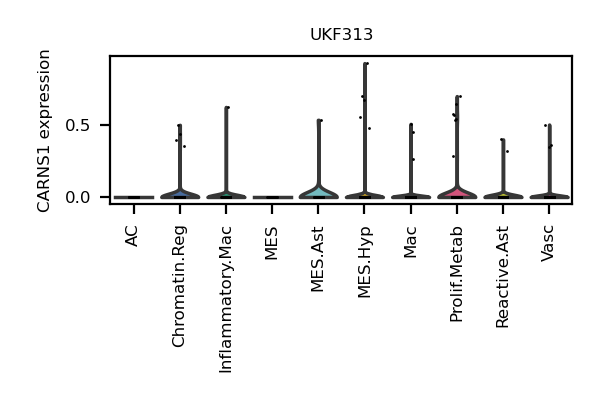 UKF313
CARNS1 expression
0.5
0.0
AC
Chromatin.Reg
Inflammatory.Mac
MES
MES.Ast
MES.Hyp
Mac
Prolif.Metab
Reactive.Ast
Vasc